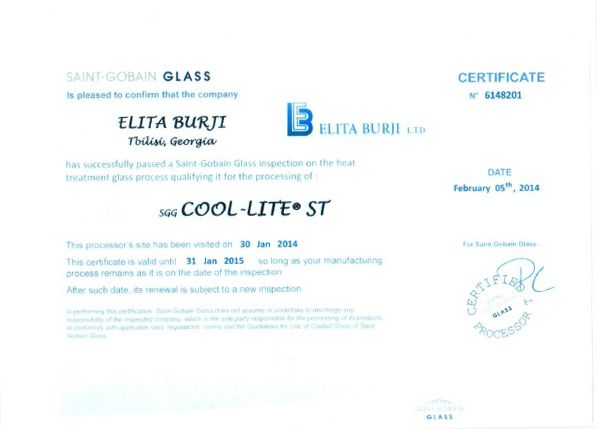 SAINT-GOBAIN GLASS
Is pleased to confirm that the company
ELITA BURJI
Tbilisi, Georgia
ELITA BURJI LTD
CERTIFICATE
N° 6148201
has successfully passed a Saint-Gobain Glass inspection on the heat
treatment glass process qualifying it for the processing of :
SGG COOL-LITE® ST
DATE
February 05th, 2014
This processor's site has been visited on 30 Jan 2014
This certificate is valid until 31 Jan 2015 so long as your manufacturing
process remains as it is on the date of the inspection.
After such date, its renewal is subject to a new inspection.
In performing this certification, Saint-Gobain Glass does not assume or undertake to discharge any
responsibility of the inspected company, which is the sole party responsible for the processing of its products,
is conformity with applicable laws, regulations, norms and the Guidelines for Use of Coated Glass of Saint-
Gobain Glass.
For Saint-Gobain Glass :
CERTIFIED
GLASS
PROCESSOR
SAINT-GOBAIN
GLASS